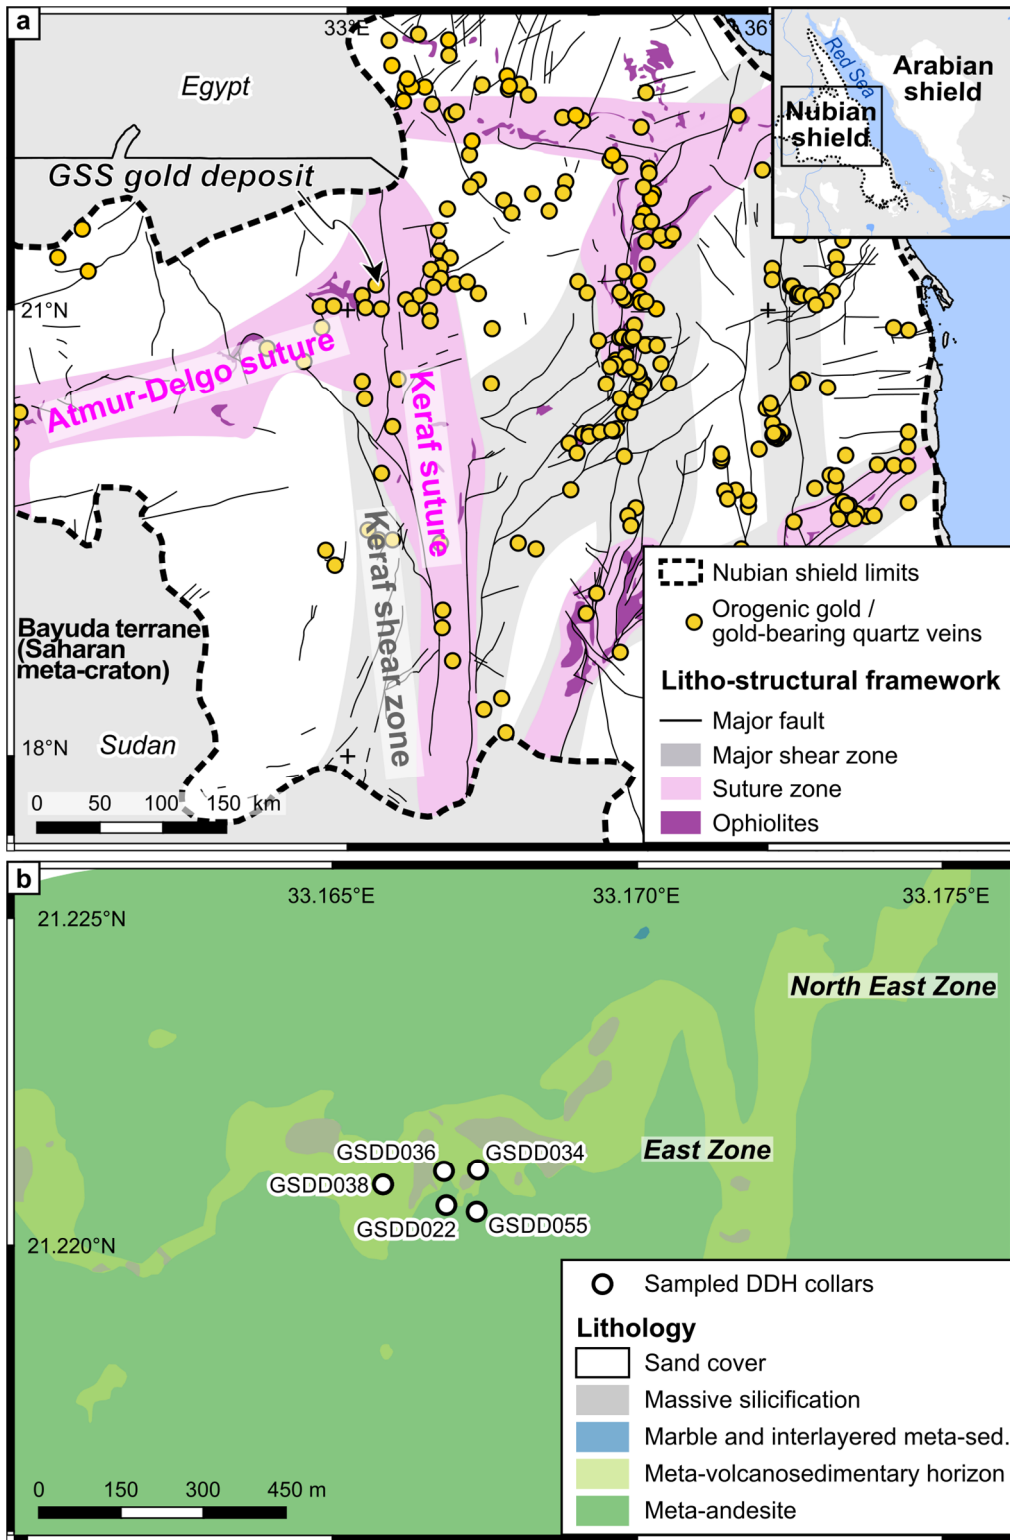 a
33°E
36°
Egypt
Red Sea
Arabian
shield
Nubian
shield
GSS gold deposit
21°N
Atmur-Delgo suture
Keraf suture
Keraf shear zone
Bayuda terrane
(Saharan
meta-craton)
18°N
Sudan
0 50 100 150 km
Nubian shield limits
Orogenic gold /
gold-bearing quartz veins
Litho-structural framework
Major fault
Major shear zone
Suture zone
Ophiolites
b
33.165°E
33.170°E
33.175°E
21.225°N
North East Zone
East Zone
GSDD036
GSDD034
GSDD038
GSDD022
GSDD055
21.220°N
0 150 300 450 m
Sampled DDH collars
Lithology
Sand cover
Massive silicification
Marble and interlayered meta-sed.
Meta-volcanosedimentary horizon
Meta-andesite